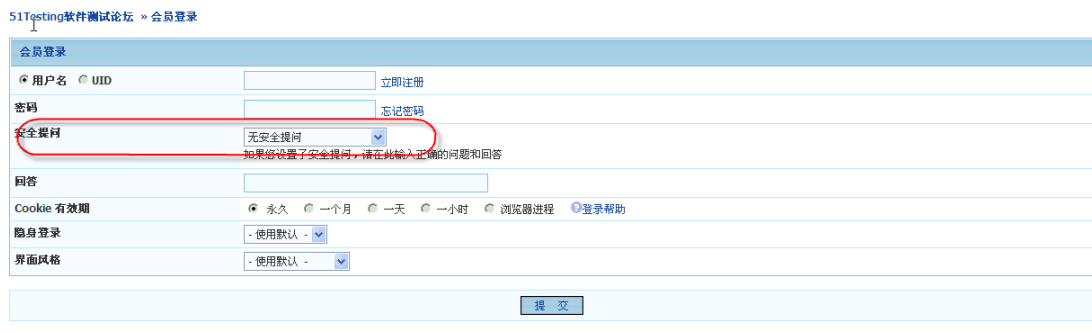 51Testing软件测试论坛 » 会员登录
会员登录
用户名 UID 立即注册
密码 忘记密码
安全提问 无安全提问
如果您设置了安全提问，请在此输入正确的问题和回答
回答
Cookie 有效期 永久 一个月 一天 一小时 浏览器进程 登录帮助
隐身登录 - 使用默认 -
界面风格 - 使用默认 -
提 交